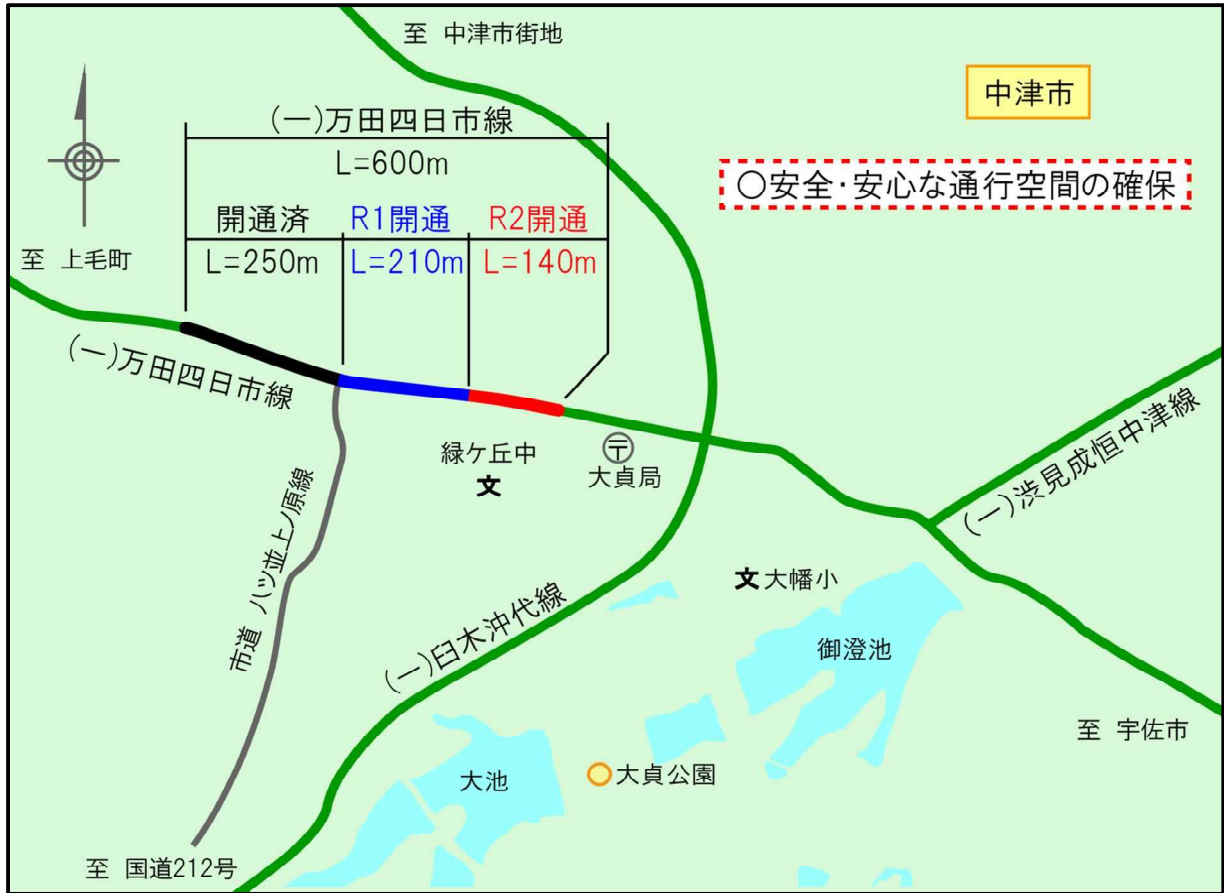 至 中津市街地
中津市
(一)万田四日市線
L=600m
○安全・安心な通行空間の確保
開通済
R1開通
R2開通
至 上毛町
L=250m
L=210m
L=140m
(一)万田四日市線
緑ケ丘中
文
〒
大貞局
(一)渋見成恒中津線
市道 八ツ並上ノ原線
文大幡小
(一)臼木沖代線
御澄池
至 宇佐市
大池
大貞公園
至 国道212号